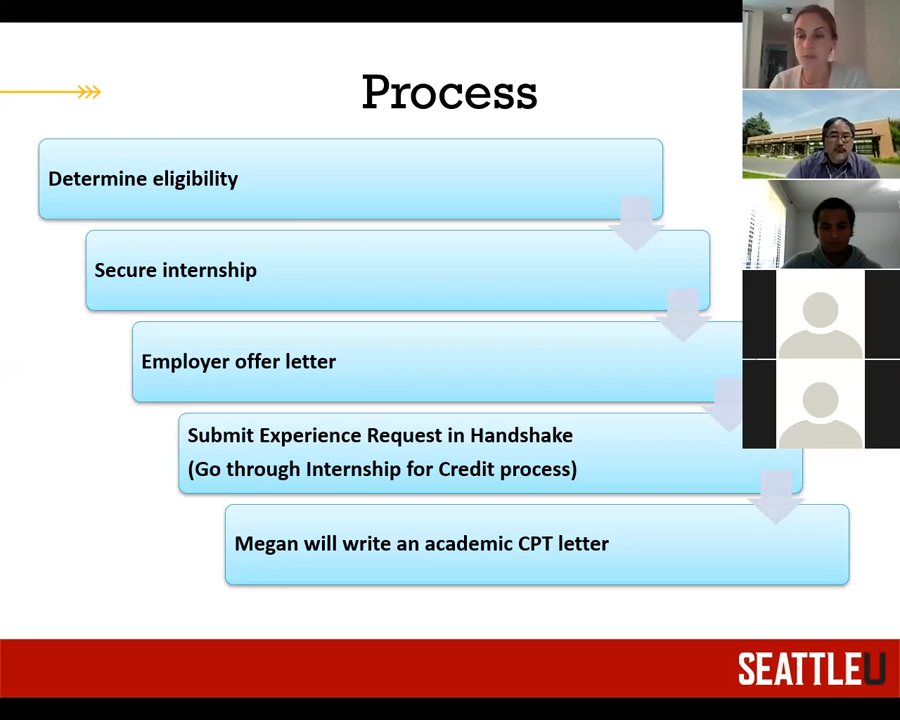 Process
Determine eligibility
Secure internship
Employer offer letter
Submit Experience Request in Handshake
(Go through Internship for Credit process)
Megan will write an academic CPT letter
SEATTLEU